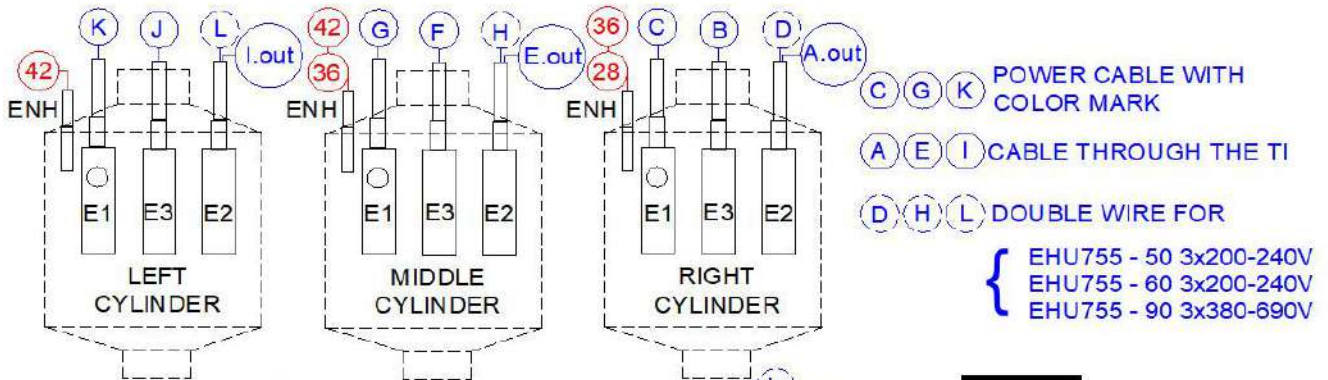 K J L
I.out
42
ENH
E1 E3 E2
LEFT
CYLINDER
42
36
G F H
E.out
ENH
E1 E3 E2
MIDDLE
CYLINDER
36
28
C B D
A.out
ENH
E1 E3 E2
RIGHT
CYLINDER
C G K POWER CABLE WITH
COLOR MARK
A E I CABLE THROUGH THE TI
D H L DOUBLE WIRE FOR
{ EHU755 - 50 3x200-240V
EHU755 - 60 3x200-240V
EHU755 - 90 3x380-690V